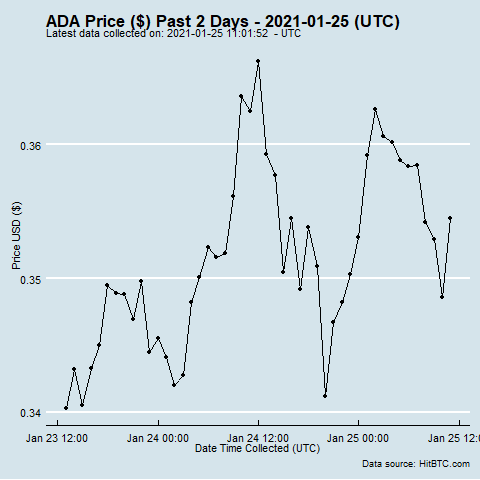 ADA Price ($) Past 2 Days - 2021-01-25 (UTC)
Latest data collected on: 2021-01-25 11:01:52 - UTC
Price USD ($)
0.36
0.35
0.34
Jan 23 12:00 Jan 24 00:00 Jan 24 12:00 Jan 25 00:00 Jan 25 12:00
Date Time Collected (UTC)
Data source: HitBTC.com